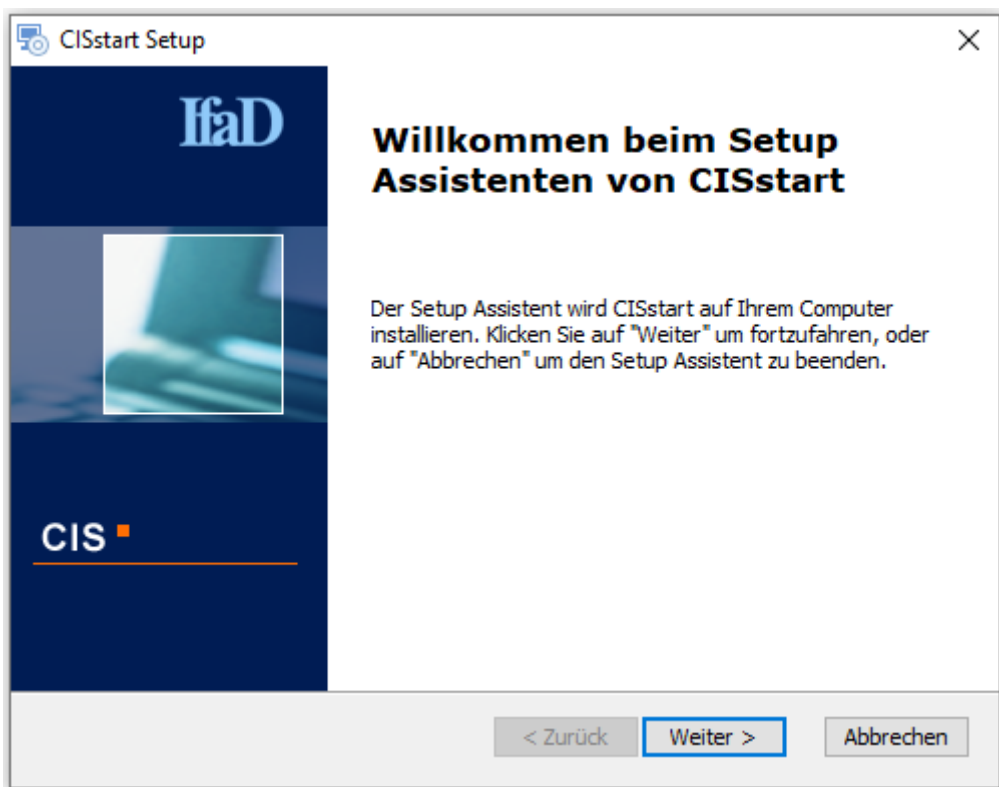 CISstart Setup
IfaD
Willkommen beim Setup
Assistenten von CISstart
Der Setup Assistent wird CISstart auf Ihrem Computer
installieren. Klicken Sie auf "Weiter" um fortzufahren, oder
auf "Abbrechen" um den Setup Assistent zu beenden.
CIS
< Zurück Weiter > Abbrechen